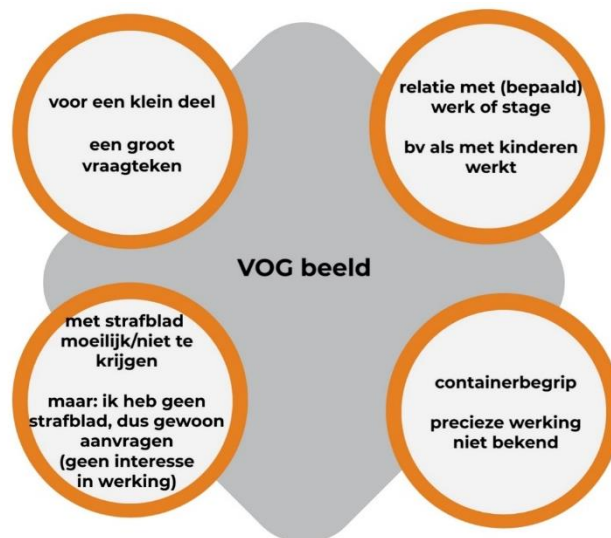 voor een klein deel
een groot
vraagteken
relatie met (bepaald)
werk of stage
bv als met kinderen
werkt
VOG beeld
met strafblad
moeilijk/niet te
krijgen
maar: ik heb geen
strafblad, dus gewoon
aanvragen
(geen interesse
in werking)
containerbegrip
precieze werking
niet bekend